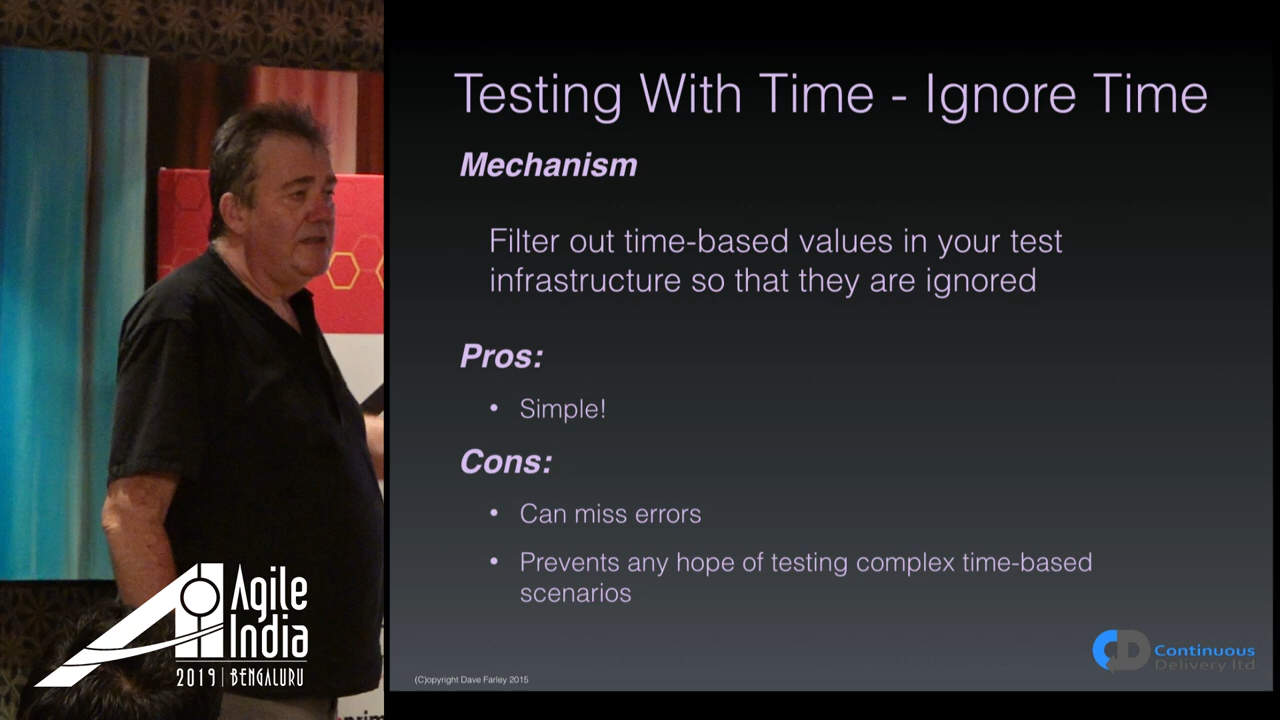 Testing With Time - Ignore Time
Mechanism
Filter out time-based values in your test
infrastructure so that they are ignored
Pros:
• Simple!
Cons:
• Can miss errors
• Prevents any hope of testing complex time-based
scenarios
Continuous
Delivery ltd
(C)opyright Dave Farley 2015
Agile
India
2019 | BENGALURU